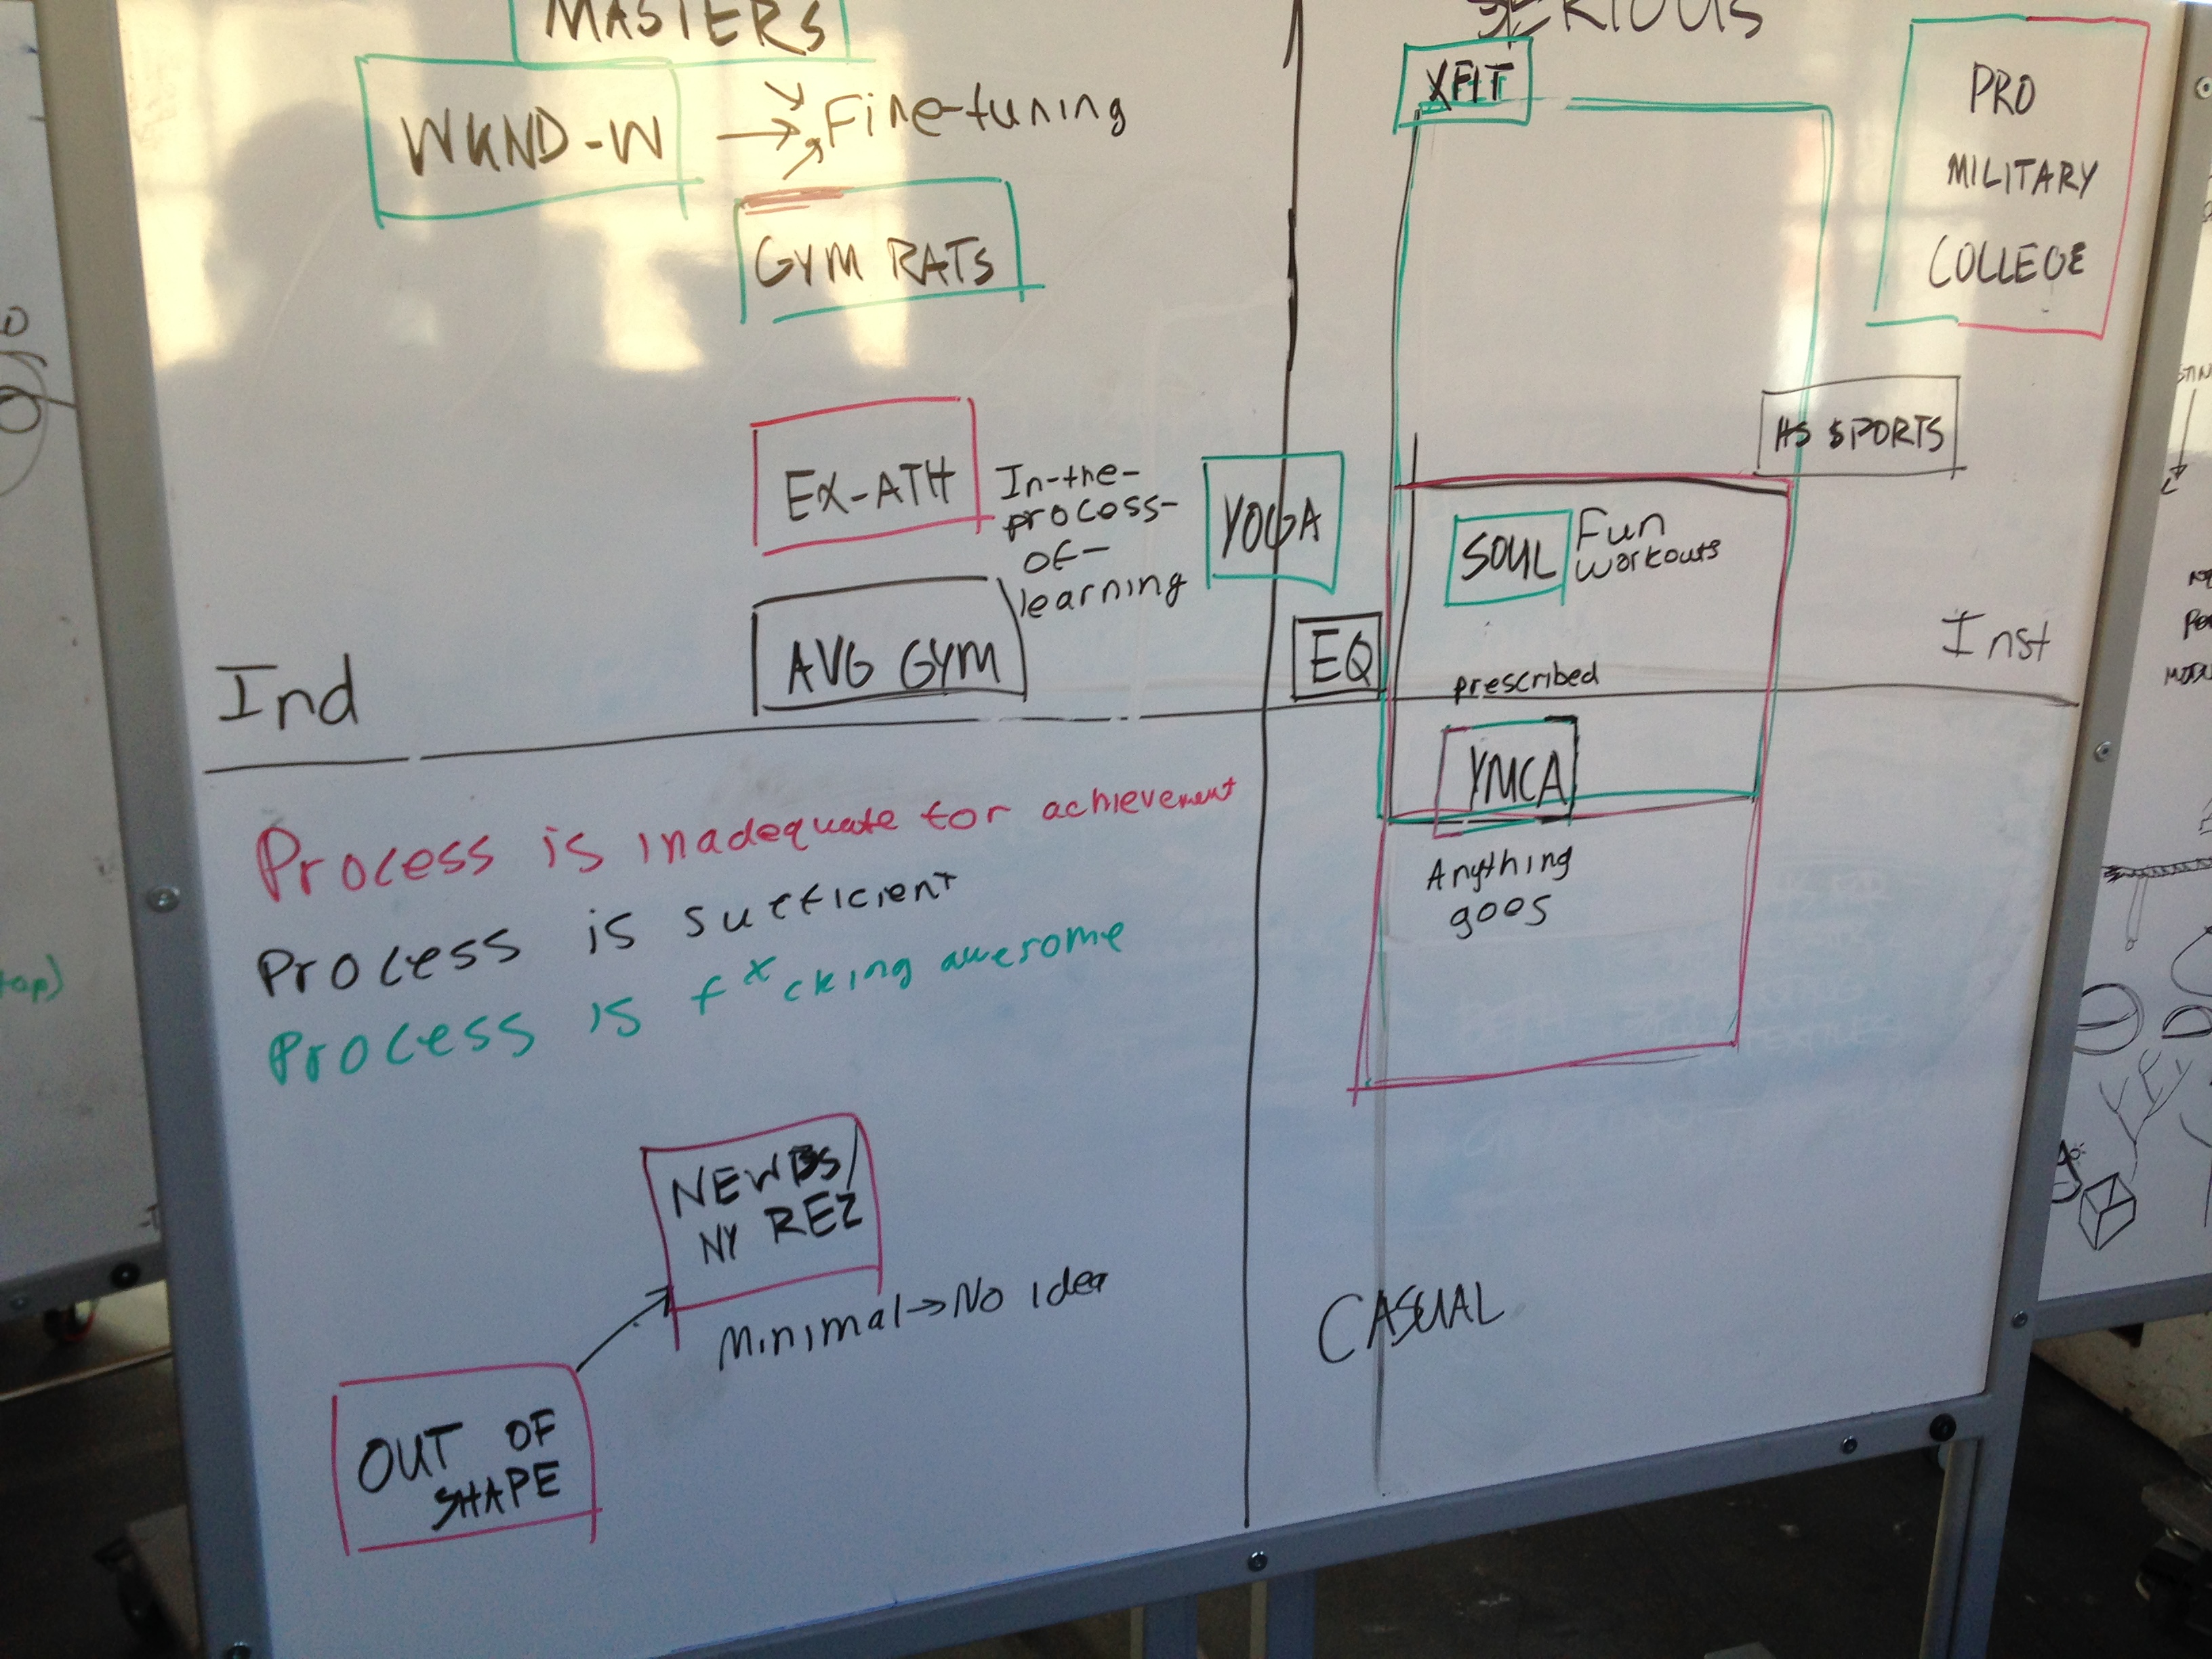 MASTERS
SERIOUS
WKND-W
Fine-tuning
XFIT
PRO
MILITARY
COLLEGE
GYM RATS
HS SPORTS
EX-ATH
In-the-
process-
of-
learning
YOGA
SOUL
Fun
workouts
AVG GYM
EQ
Ind
Inst
prescribed
YMCA
Process is inadequate for achievement
Process is sufficient
Process is f*cking awesome
Anything
goes
NEWBS/
NY REZ
Minimal→No idea
CASUAL
OUT OF
SHAPE